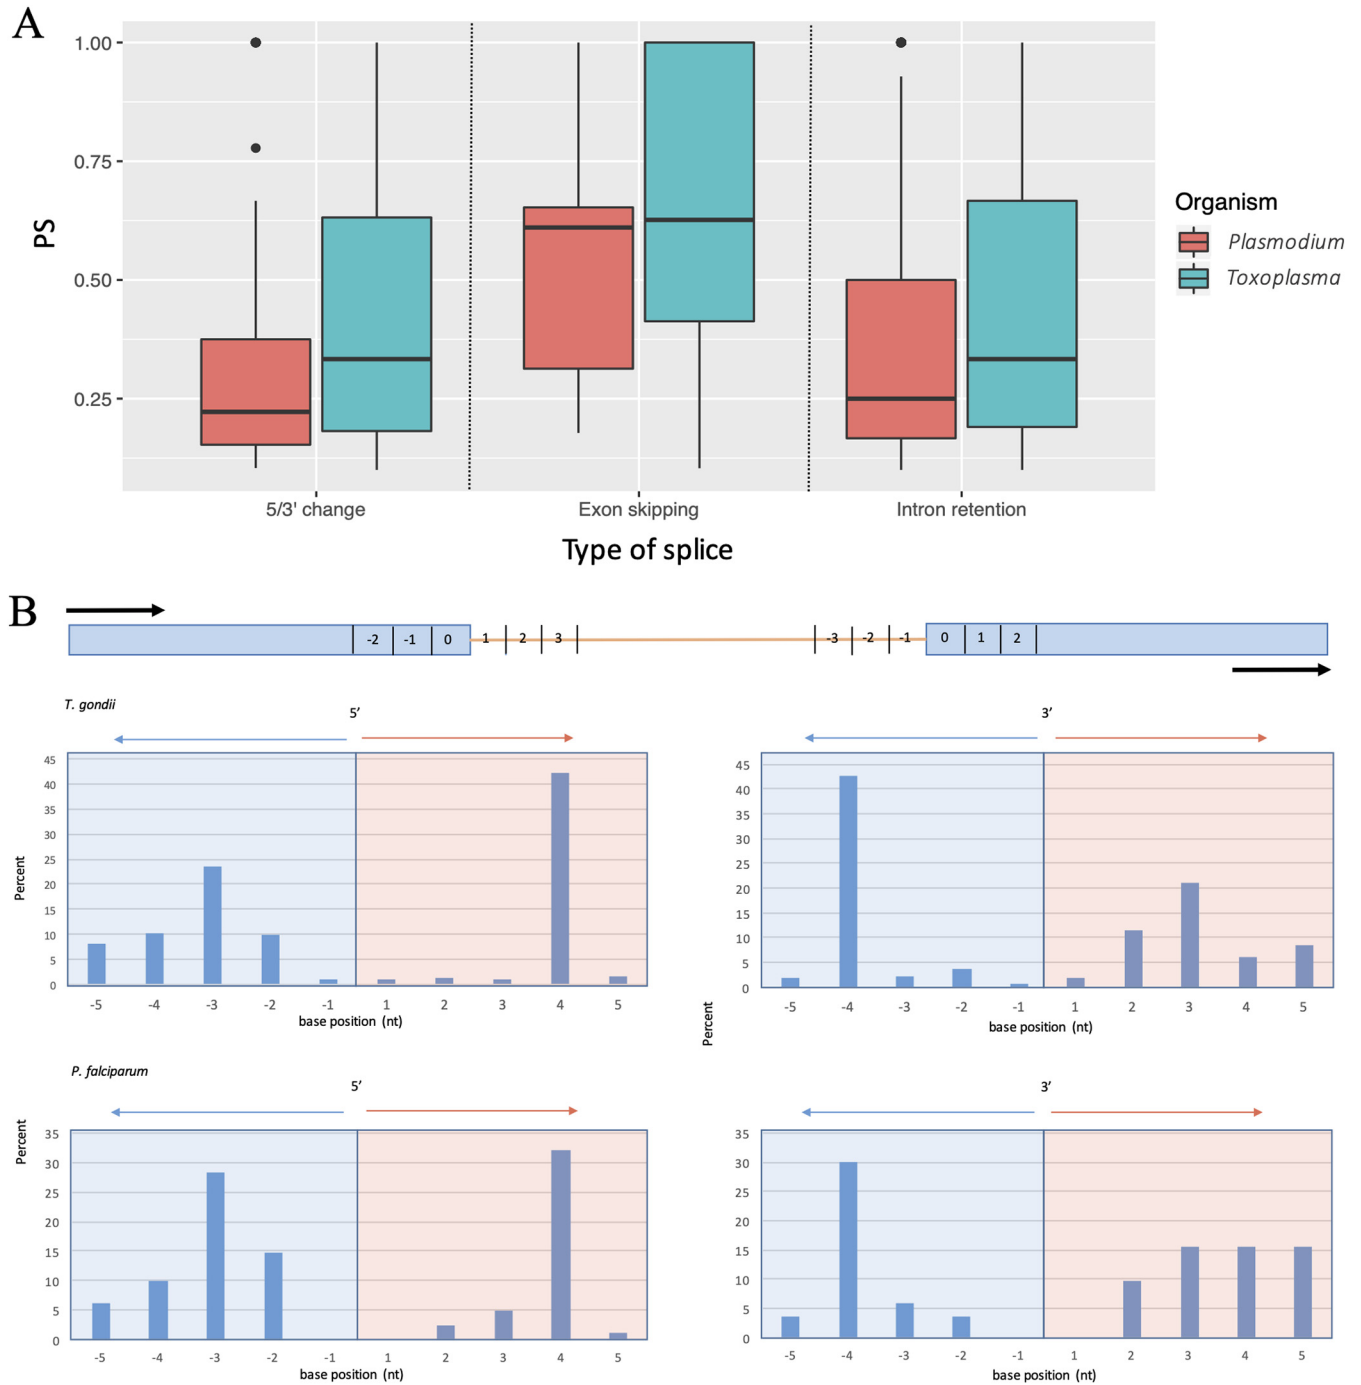 A
1.00
0.75
0.50
0.25
PS
5/3' change Exon skipping Intron retention
Type of splice
Organism
Plasmodium
Toxoplasma
B
-2 -1 0 1 2 3 -3 -2 -1 0 1 2
T. gondii
5’
45
40
35
30
25
20
15
10
5
0
Percent
-5 -4 -3 -2 -1 1 2 3 4 5
base position (nt)
3’
45
40
35
30
25
20
15
10
5
0
Percent
-5 -4 -3 -2 -1 1 2 3 4 5
base position (nt)
P. falciparum
5’
35
30
25
20
15
10
5
0
Percent
-5 -4 -3 -2 -1 1 2 3 4 5
base position (nt)
3’
35
30
25
20
15
10
5
0
-5 -4 -3 -2 -1 1 2 3 4 5
base position (nt)